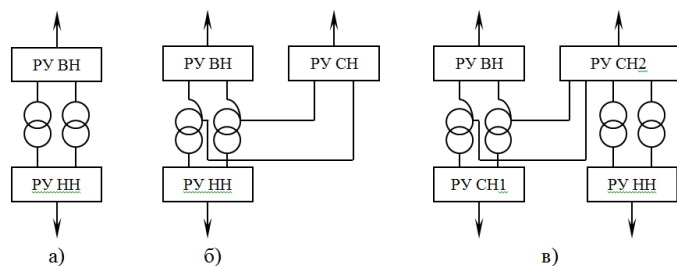 РУ ВН
РУ НН
а)
РУ ВН
РУ СН
РУ НН
б)
РУ ВН
РУ СН2
РУ СН1
РУ НН
в)